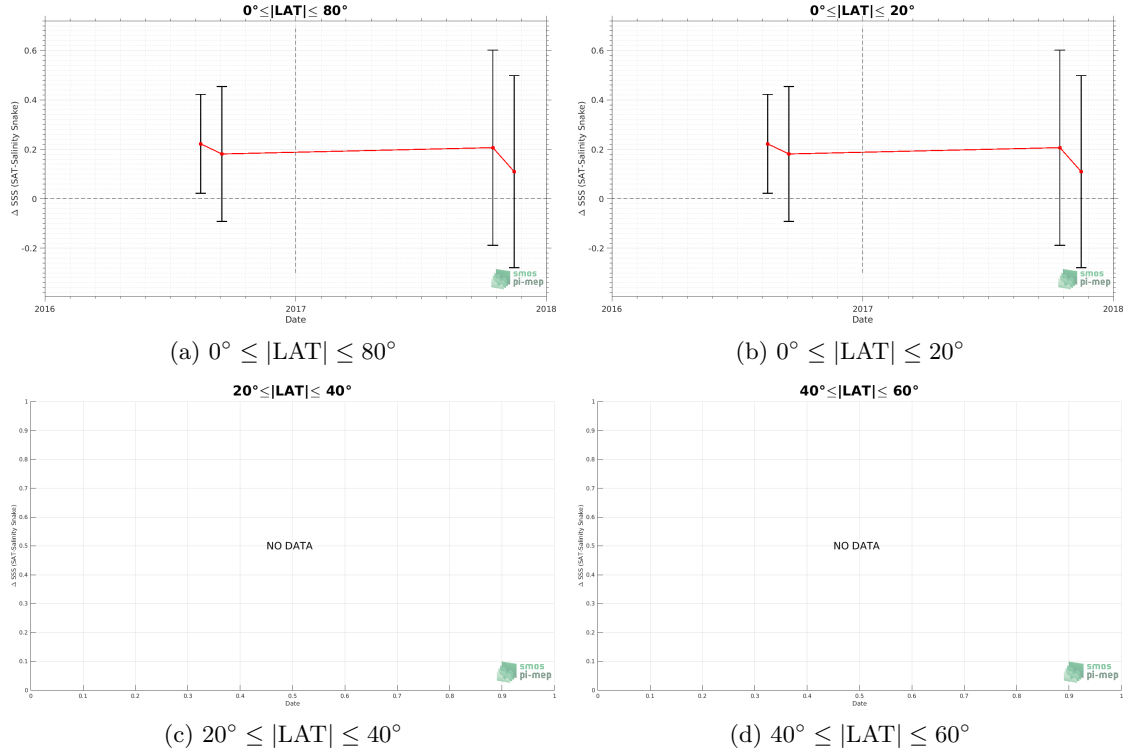 0°≤|LAT|≤ 80°
Δ SSS (SAT-Salinity Snake)
0.6
0.4
0.2
0
-0.2
2016
2017
2018
Date
smos
pi-mep
(a) 0° ≤ |LAT| ≤ 80°
0°≤|LAT|≤ 20°
Δ SSS (SAT-Salinity Snake)
0.6
0.4
0.2
0
-0.2
2016
2017
2018
Date
smos
pi-mep
(b) 0° ≤ |LAT| ≤ 20°
20°≤|LAT|≤ 40°
Δ SSS (SAT-Salinity Snake)
1
0.9
0.8
0.7
0.6
0.5
0.4
0.3
0.2
0.1
0
NO DATA
0 0.1 0.2 0.3 0.4 0.5 0.6 0.7 0.8 0.9 1
Date
smos
pi-mep
(c) 20° ≤ |LAT| ≤ 40°
40°≤|LAT|≤ 60°
Δ SSS (SAT-Salinity Snake)
1
0.9
0.8
0.7
0.6
0.5
0.4
0.3
0.2
0.1
0
NO DATA
0 0.1 0.2 0.3 0.4 0.5 0.6 0.7 0.8 0.9 1
Date
smos
pi-mep
(d) 40° ≤ |LAT| ≤ 60°